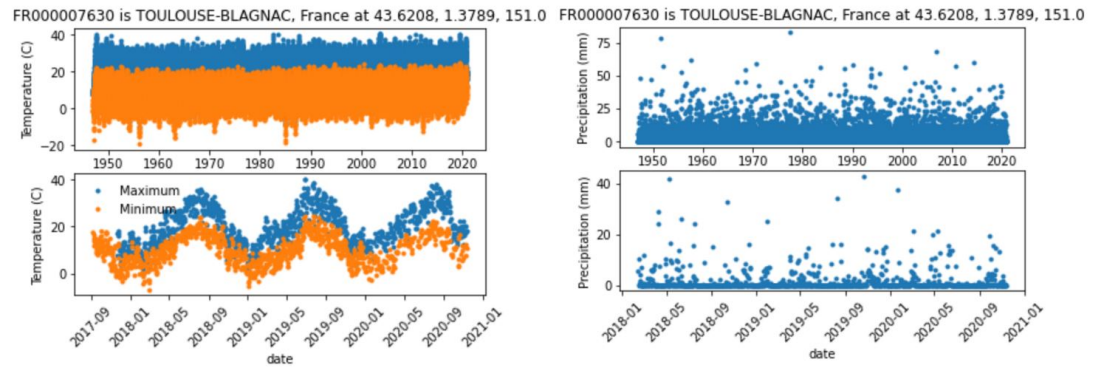 FR000007630 is TOULOUSE-BLAGNAC, France at 43.6208, 1.3789, 151.0
Temperature (C)
40
20
0
−20
1950 1960 1970 1980 1990 2000 2010 2020
Temperature (C)
40
20
0
Maximum
Minimum
2017-09 2018-01 2018-05 2018-09 2019-01 2019-05 2019-09 2020-01 2020-05 2020-09 2021-01
date
FR000007630 is TOULOUSE-BLAGNAC, France at 43.6208, 1.3789, 151.0
Precipitation (mm)
75
50
25
0
1950 1960 1970 1980 1990 2000 2010 2020
Precipitation (mm)
40
20
0
2018-01 2018-05 2018-09 2019-01 2019-05 2019-09 2020-01 2020-05 2020-09 2021-01
date